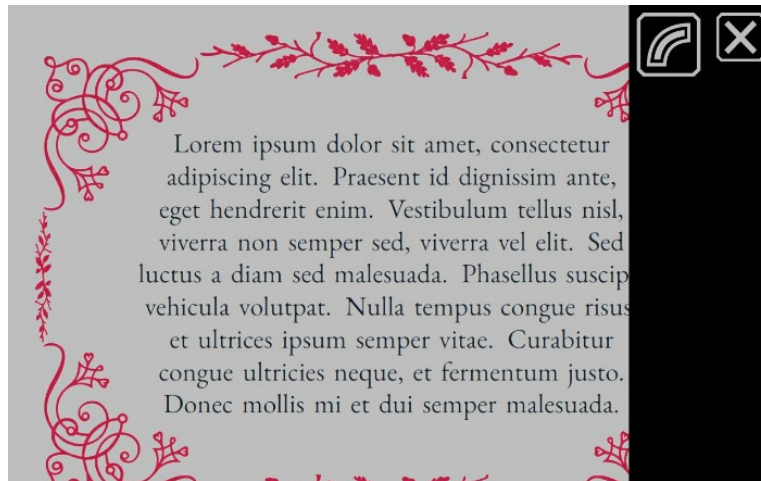 Lorem ipsum dolor sit amet, consectetur
adipiscing elit. Praesent id dignissim ante,
eget hendrerit enim. Vestibulum tellus nisl,
viverra non semper sed, viverra vel elit. Sed
luctus a diam sed malesuada. Phasellus suscip
vehicula volutpat. Nulla tempus congue risus
et ultrices ipsum semper vitae. Curabitur
congue ultricies neque, et fermentum justo.
Donec mollis mi et dui semper malesuada.